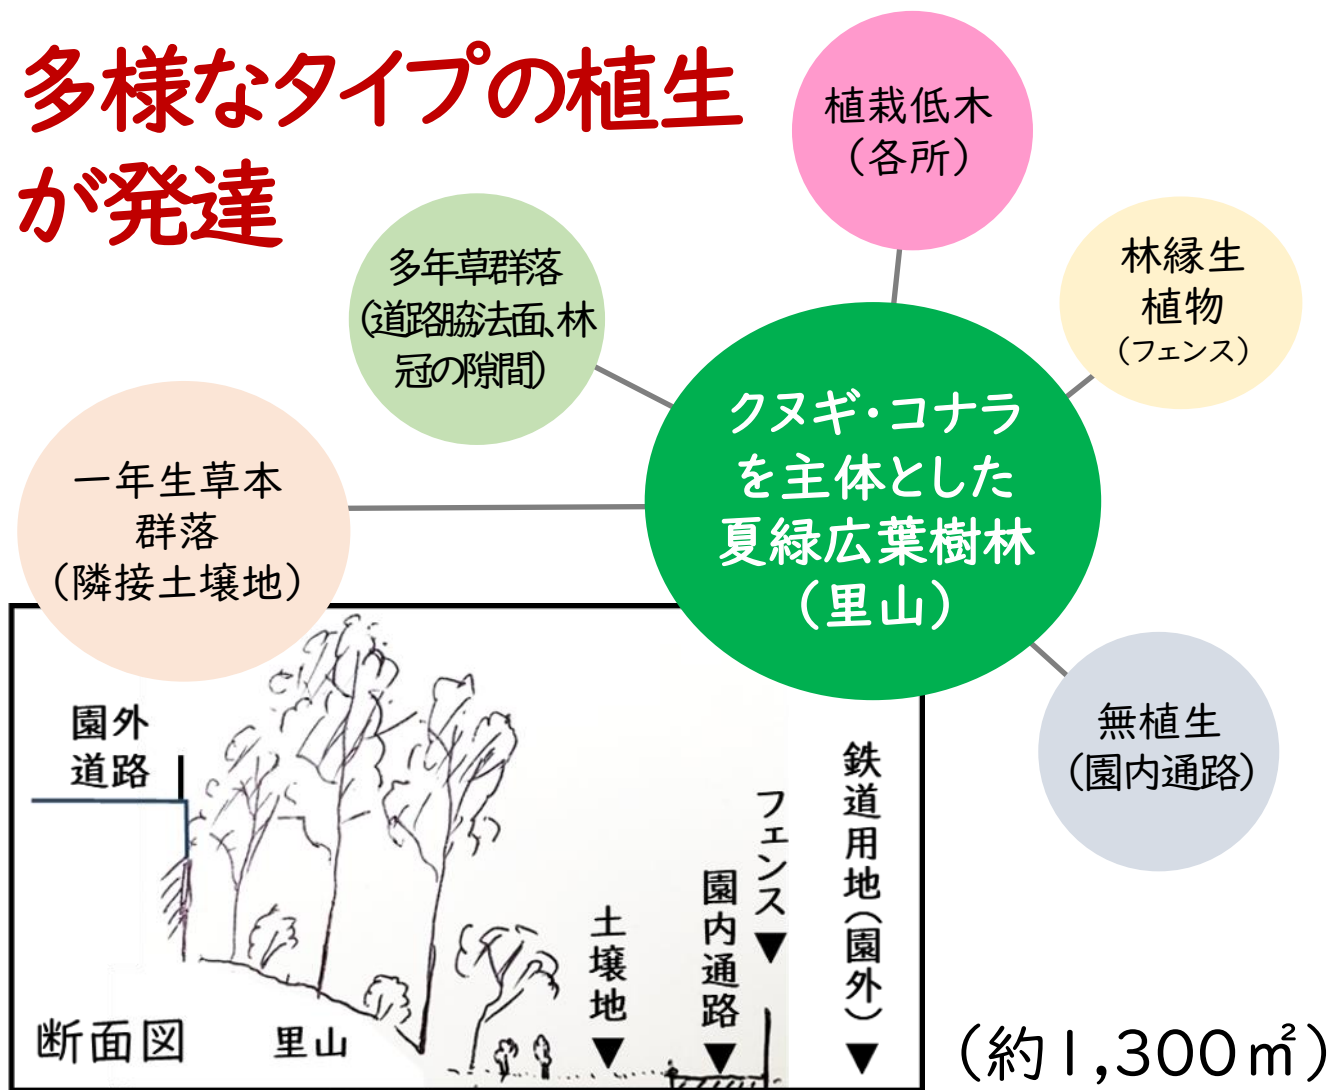 多様なタイプの植生
が発達
植栽低木
（各所）
多年草群落
（道路脇法面、林
冠の隙間）
林縁生
植物
（フェンス）
クヌギ・コナラ
を主体とした
夏緑広葉樹林
（里山）
一年生草本
群落
（隣接土壌地）
無植生
（園内通路）
園外
道路
鉄道用地（園外）▼
フェンス▼
園内通路▼
土壌地▼
断面図
里山
（約1,300㎡）